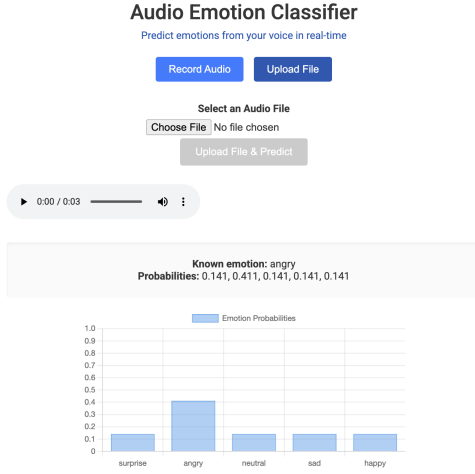 Audio Emotion Classifier
Predict emotions from your voice in real-time
Record Audio Upload File
Select an Audio File
Choose File No file chosen
Upload File & Predict
0:00 / 0:03
Known emotion: angry
Probabilities: 0.141, 0.411, 0.141, 0.141, 0.141
Emotion Probabilities
1.0
0.9
0.8
0.7
0.6
0.5
0.4
0.3
0.2
0.1
0
surprise angry neutral sad happy